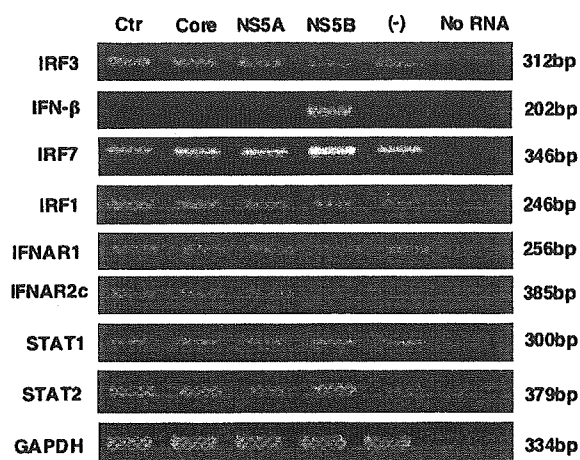 Ctr Core NS5A NS5B (-) No RNA
IRF3 312bp
IFN-β 202bp
IRF7 346bp
IRF1 246bp
IFNAR1 256bp
IFNAR2c 385bp
STAT1 300bp
STAT2 379bp
GAPDH 334bp